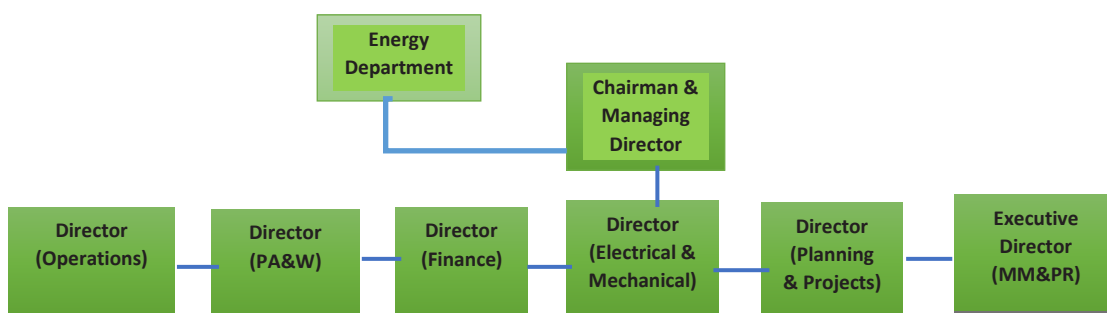 Energy
Department
Chairman &
Managing
Director
Director
(Operations)
Director
(PA&W)
Director
(Finance)
Director
(Electrical &
Mechanical)
Director
(Planning
& Projects)
Executive
Director
(MM&PR)